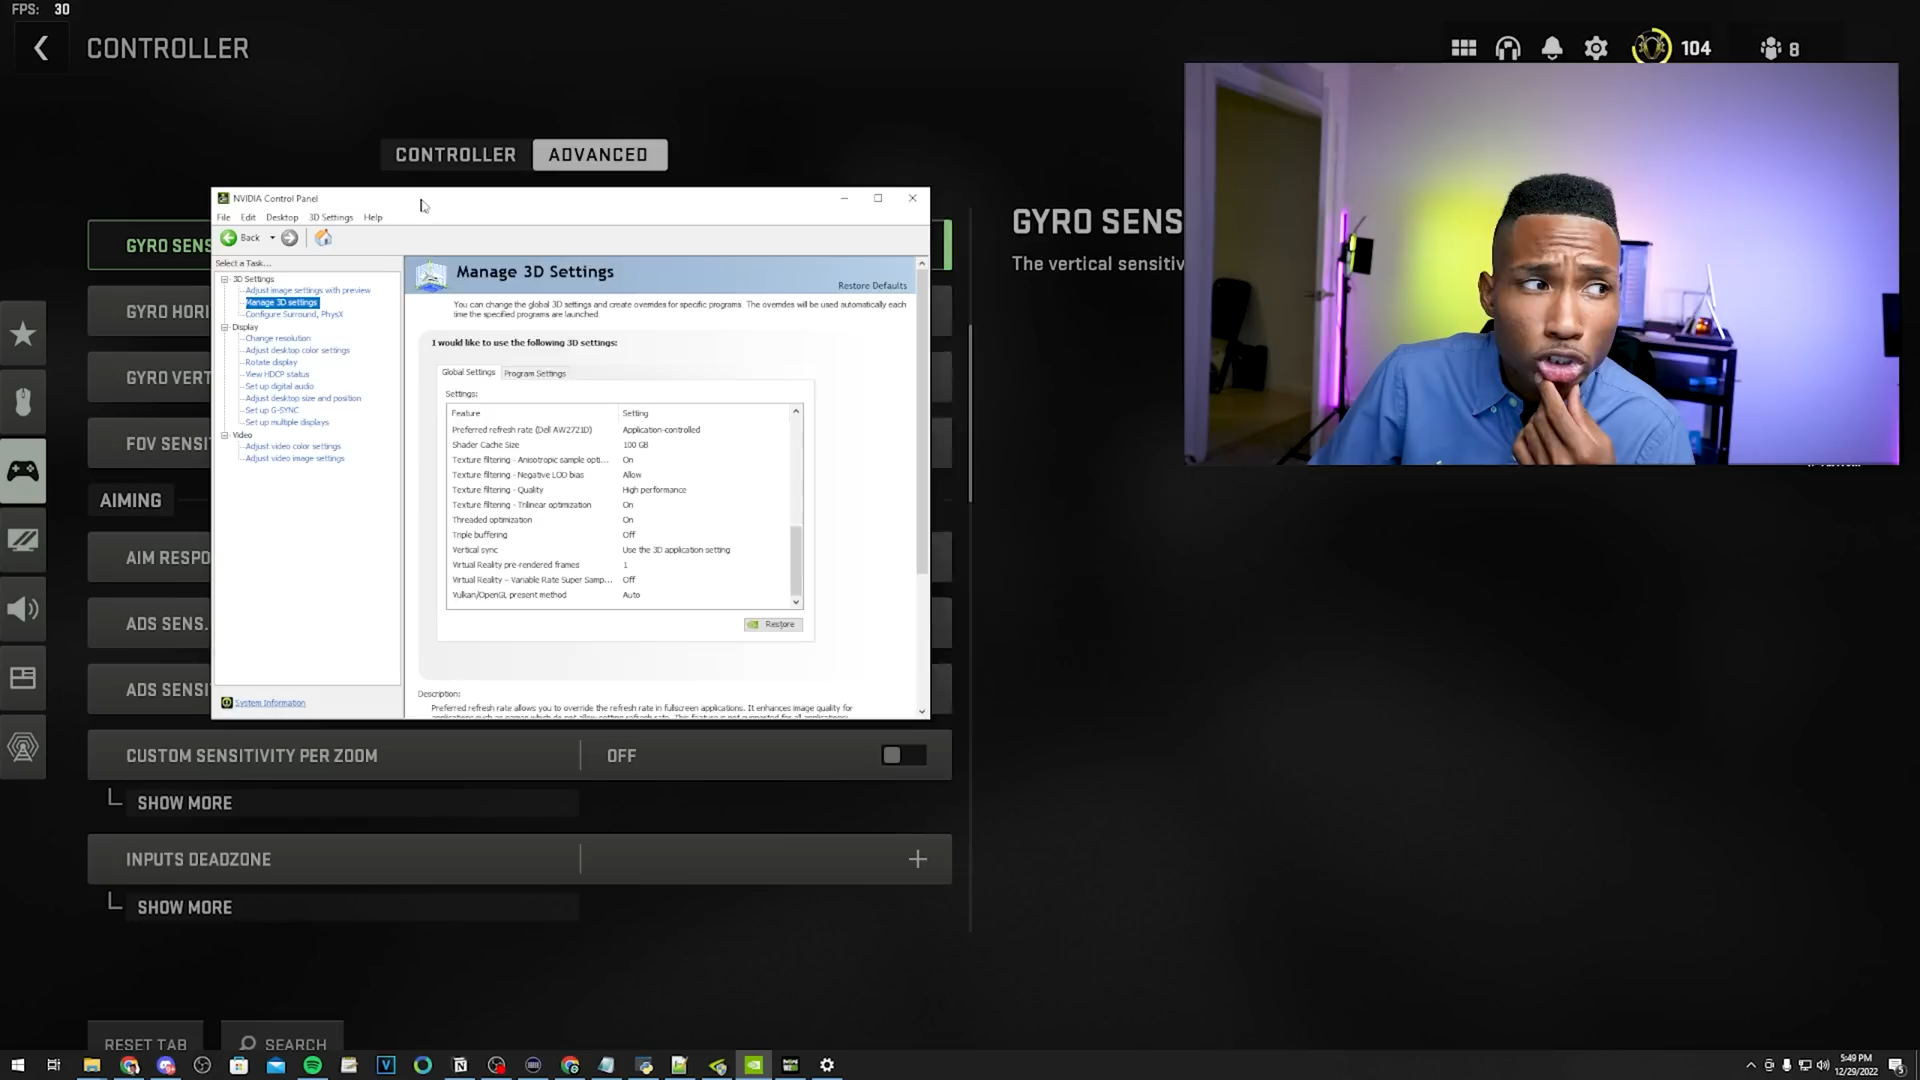 FPS: 30
CONTROLLER
104
8
CONTROLLER
ADVANCED
GYRO SENS
GYRO HORI
GYRO VERT
FOV SENSI
AIMING
AIM RESPO
ADS SENS.
ADS SENSI
CUSTOM SENSITIVITY PER ZOOM
OFF
SHOW MORE
INPUTS DEADZONE
SHOW MORE
RESET TAB
SEARCH
GYRO SENS
The vertical sensitiv
NVIDIA Control Panel
File Edit Desktop 3D Settings Help
Back
Select a Task...
3D Settings
Adjust image settings with preview
Manage 3D settings
Configure Surround, PhysX
Display
Change resolution
Adjust desktop color settings
Rotate display
View HDCP status
Set up digital audio
Adjust desktop size and position
Set up G-SYNC
Set up multiple displays
Video
Adjust video color settings
Adjust video image settings
System Information
Manage 3D Settings
Restore Defaults
You can change the global 3D settings and create overrides for specific programs. The overrides will be used automatically each
time the specified programs are launched.
I would like to use the following 3D settings:
Global Settings
Program Settings
Settings:
Feature Setting
Preferred refresh rate (Dell AW2721D) Application-controlled
Shader Cache Size 100 GB
Texture filtering - Anisotropic sample opti... On
Texture filtering - Negative LOD bias Allow
Texture filtering - Quality High performance
Texture filtering - Trilinear optimization On
Threaded optimization On
Triple buffering Off
Vertical sync Use the 3D application setting
Virtual Reality pre-rendered frames 1
Virtual Reality – Variable Rate Super Samp... Off
Vulkan/OpenGL present method Auto
Restore
Description:
Preferred refresh rate allows you to override the refresh rate in fullscreen applications. It enhances image quality for
5:49 PM
12/29/2022
5